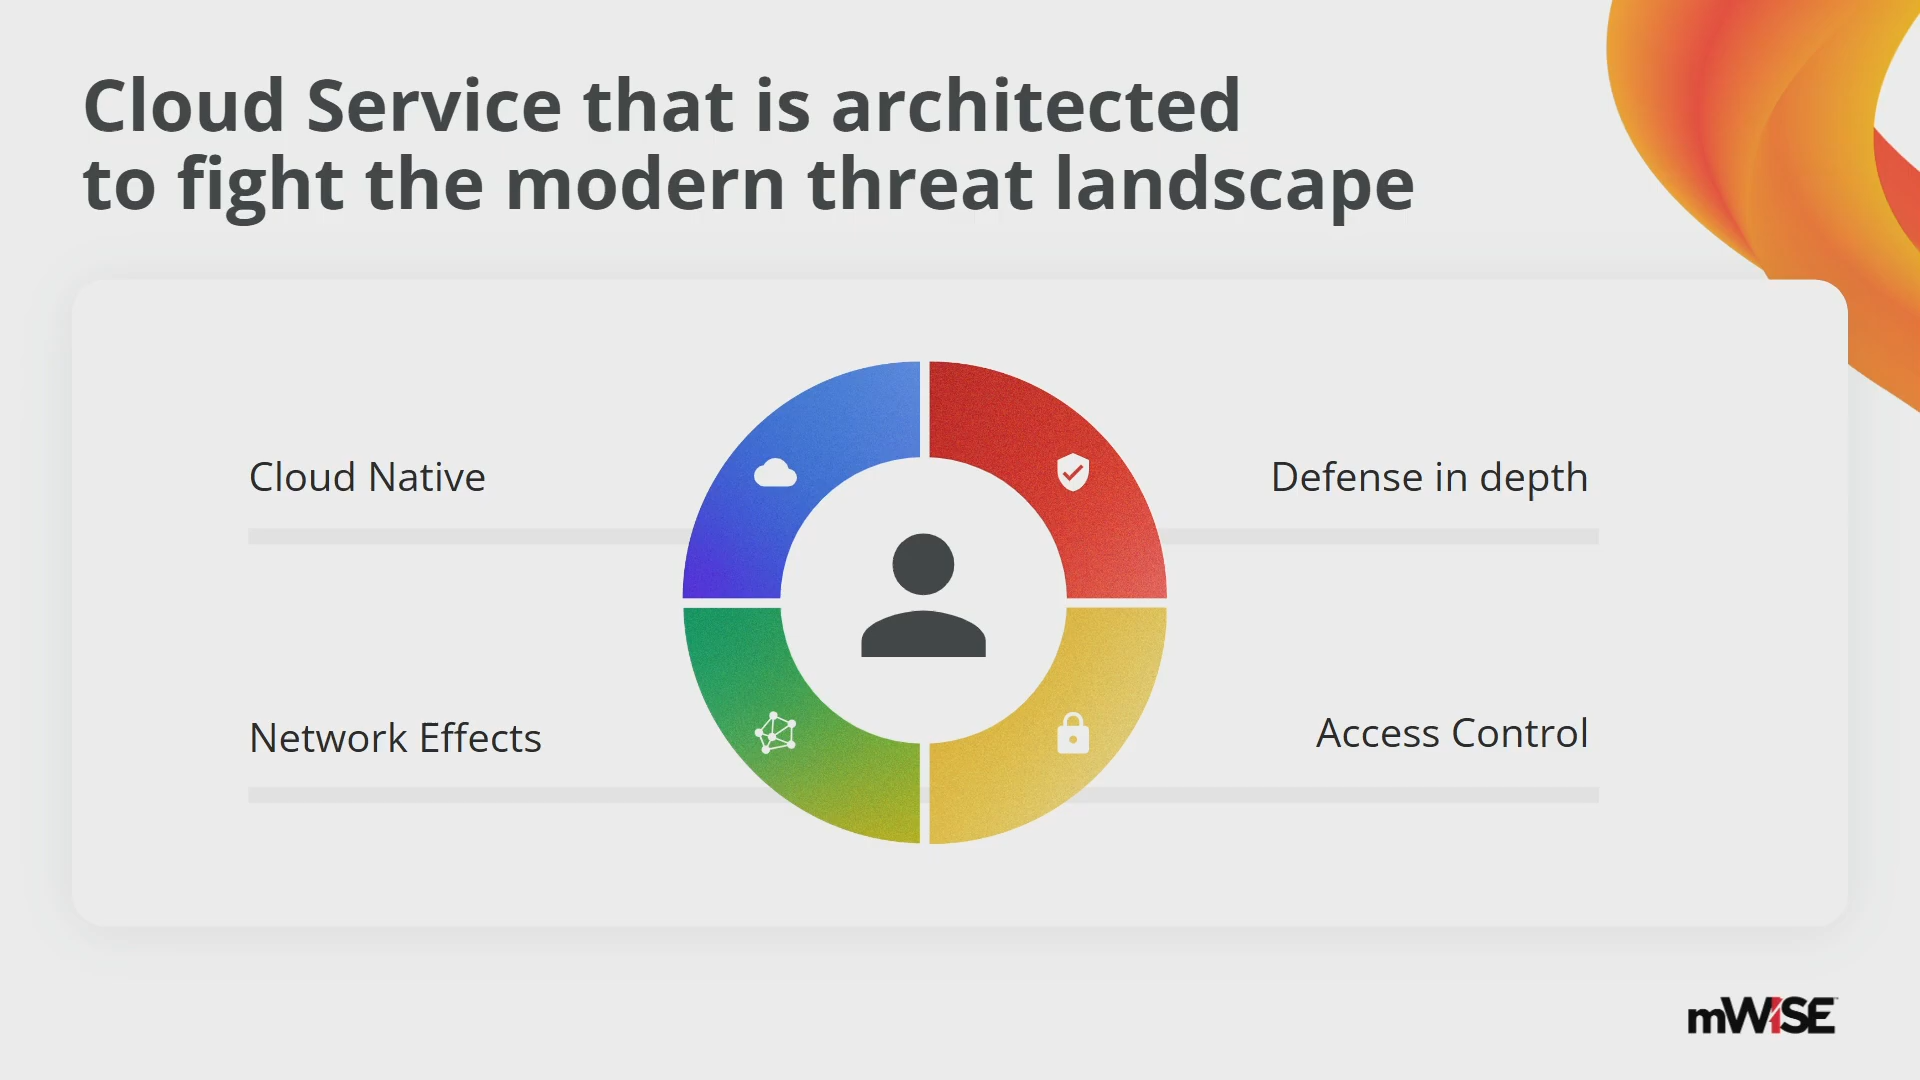 Cloud Service that is architected
to fight the modern threat landscape
Cloud Native
Defense in depth
Network Effects
Access Control
mWISE